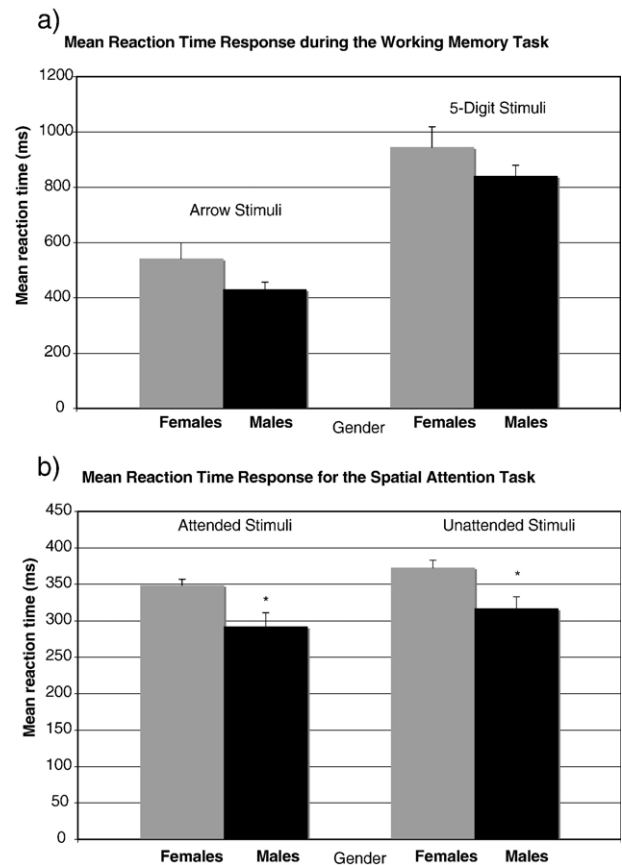 a)
Mean Reaction Time Response during the Working Memory Task
1200
5-Digit Stimuli
1000
Mean reaction time (ms)
800
Arrow Stimuli
600
400
200
0
Females Males Gender Females Males
b)
Mean Reaction Time Response for the Spatial Attention Task
450
Attended Stimuli Unattended Stimuli
400
Mean reaction time (ms)
350
* *
300
250
200
150
100
50
0
Females Males Gender Females Males